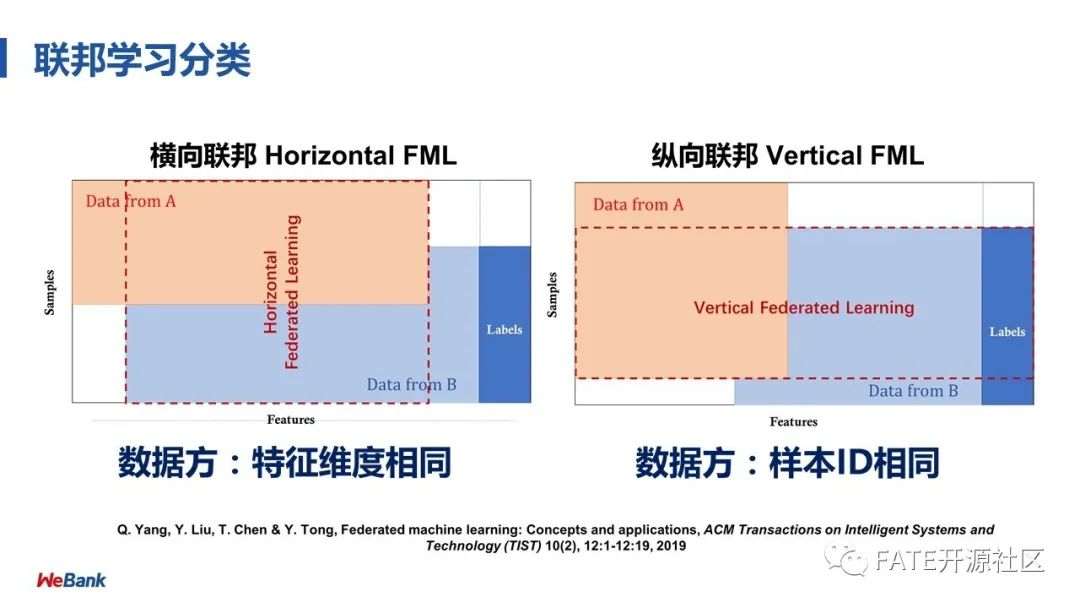 联邦学习分类
横向联邦 Horizontal FML
Data from A
Horizontal
Federated Learning
Samples
Labels
Data from B
Features
数据方：特征维度相同
纵向联邦 Vertical FML
Data from A
Samples
Vertical Federated Learning
Labels
Data from B
Features
数据方：样本ID相同
Q. Yang, Y. Liu, T. Chen & Y. Tong, Federated machine learning: Concepts and applications, ACM Transactions on Intelligent Systems and
Technology (TIST) 10(2), 12:1-12:19, 2019
FATE开源社区
WeBank